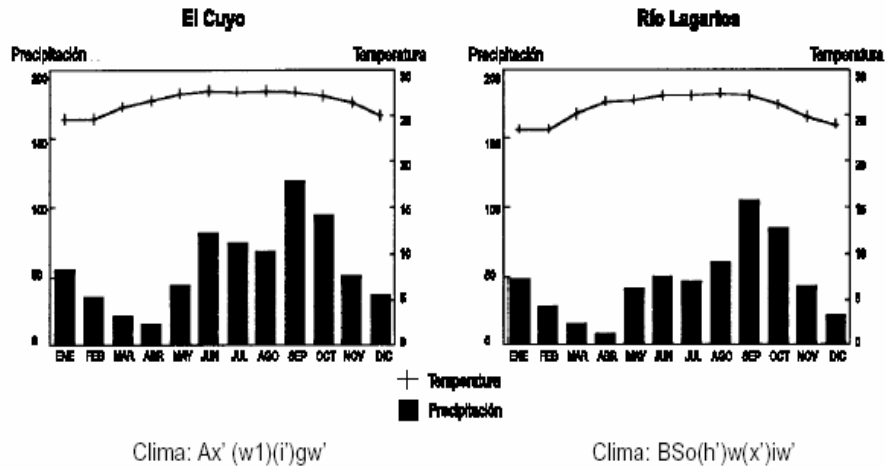 El Cuyo
Río Lagartos
Precipitación
Temperatura
Precipitación
Temperatura
200
150
100
50
0
30
25
20
15
10
5
0
200
150
100
50
0
30
25
20
15
10
5
0
ENE FEB MAR ABR MAY JUN JUL AGO SEP OCT NOV DIC
ENE FEB MAR ABR MAY JUN JUL AGO SEP OCT NOV DIC
Temperatura
Precipitación
Clima: Ax’ (w1)(i’)gw’
Clima: BSo(h’)w(x’)iw’